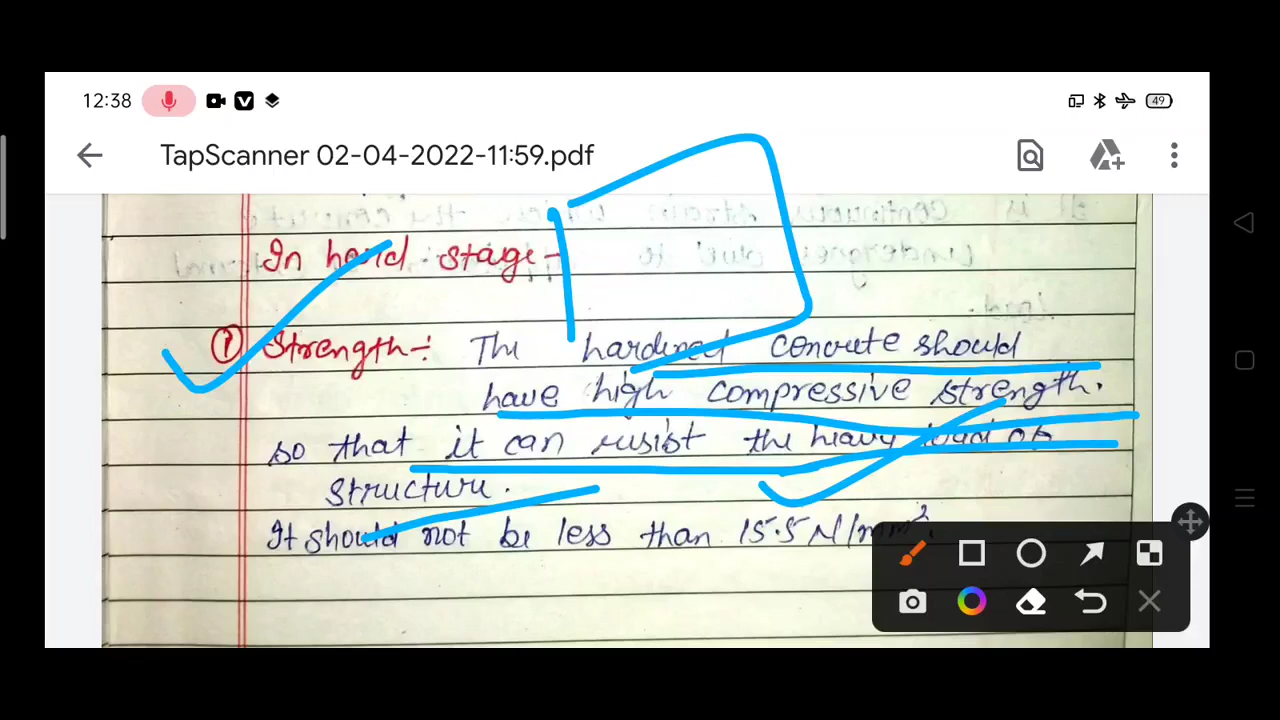 12:38
49
TapScanner 02-04-2022-11:59.pdf
In hard stage -
① Strength -: The hardined concrete should
have high compressive strength.
so that it can resist the heavy load of
structure.
It should not be less than 15.5 N/mm².